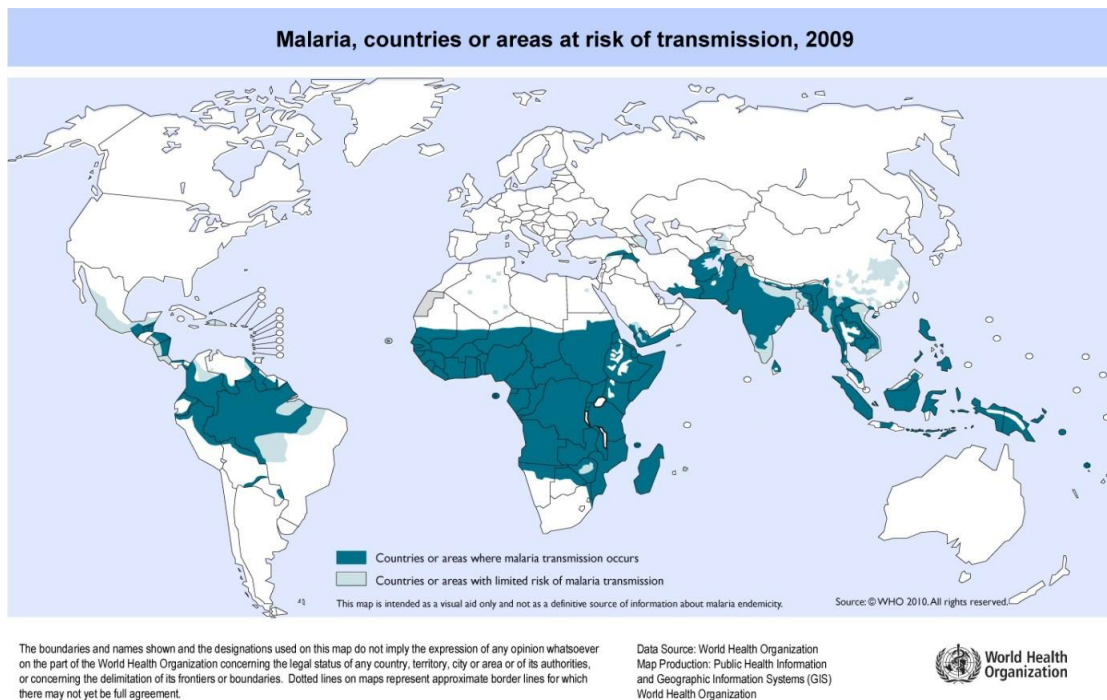 Malaria, countries or areas at risk of transmission, 2009
Countries or areas where malaria transmission occurs
Countries or areas with limited risk of malaria transmission
This map is intended as a visual aid only and not as a definitive source of information about malaria endemicity.
Source: © WHO 2010. All rights reserved.
The boundaries and names shown and the designations used on this map do not imply the expression of any opinion whatsoever
on the part of the World Health Organization concerning the legal status of any country, territory, city or area or of its authorities,
or concerning the delimitation of its frontiers or boundaries. Dotted lines on maps represent approximate border lines for which
there may not yet be full agreement.
Data Source: World Health Organization
Map Production: Public Health Information
and Geographic Information Systems (GIS)
World Health Organization
World Health
Organization